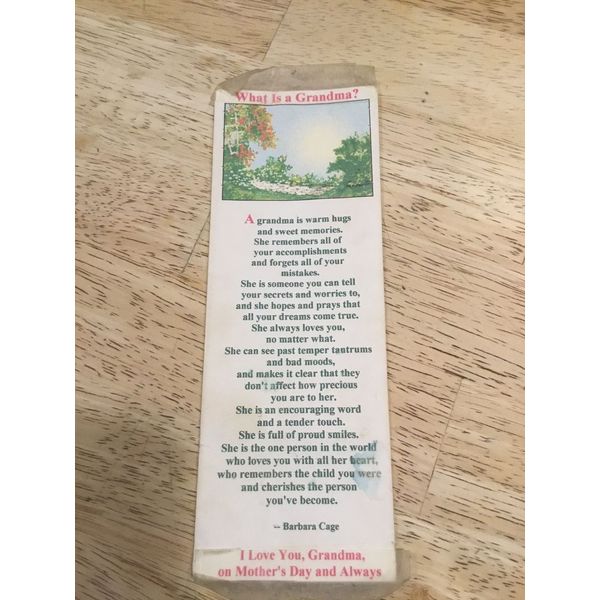 What Is a Grandma?
A grandma is warm hugs
and sweet memories.
She remembers all of
your accomplishments
and forgets all of your
mistakes.
She is someone you can tell
your secrets and worries to,
and she hopes and prays that
all your dreams come true.
She always loves you,
no matter what.
She can see past temper tantrums
and bad moods,
and makes it clear that they
don't affect how precious
you are to her.
She is an encouraging word
and a tender touch.
She is full of proud smiles.
She is the one person in the world
who loves you with all her heart,
who remembers the child you were
and cherishes the person
you've become.
-- Barbara Cage
I Love You, Grandma,
on Mother's Day and Always